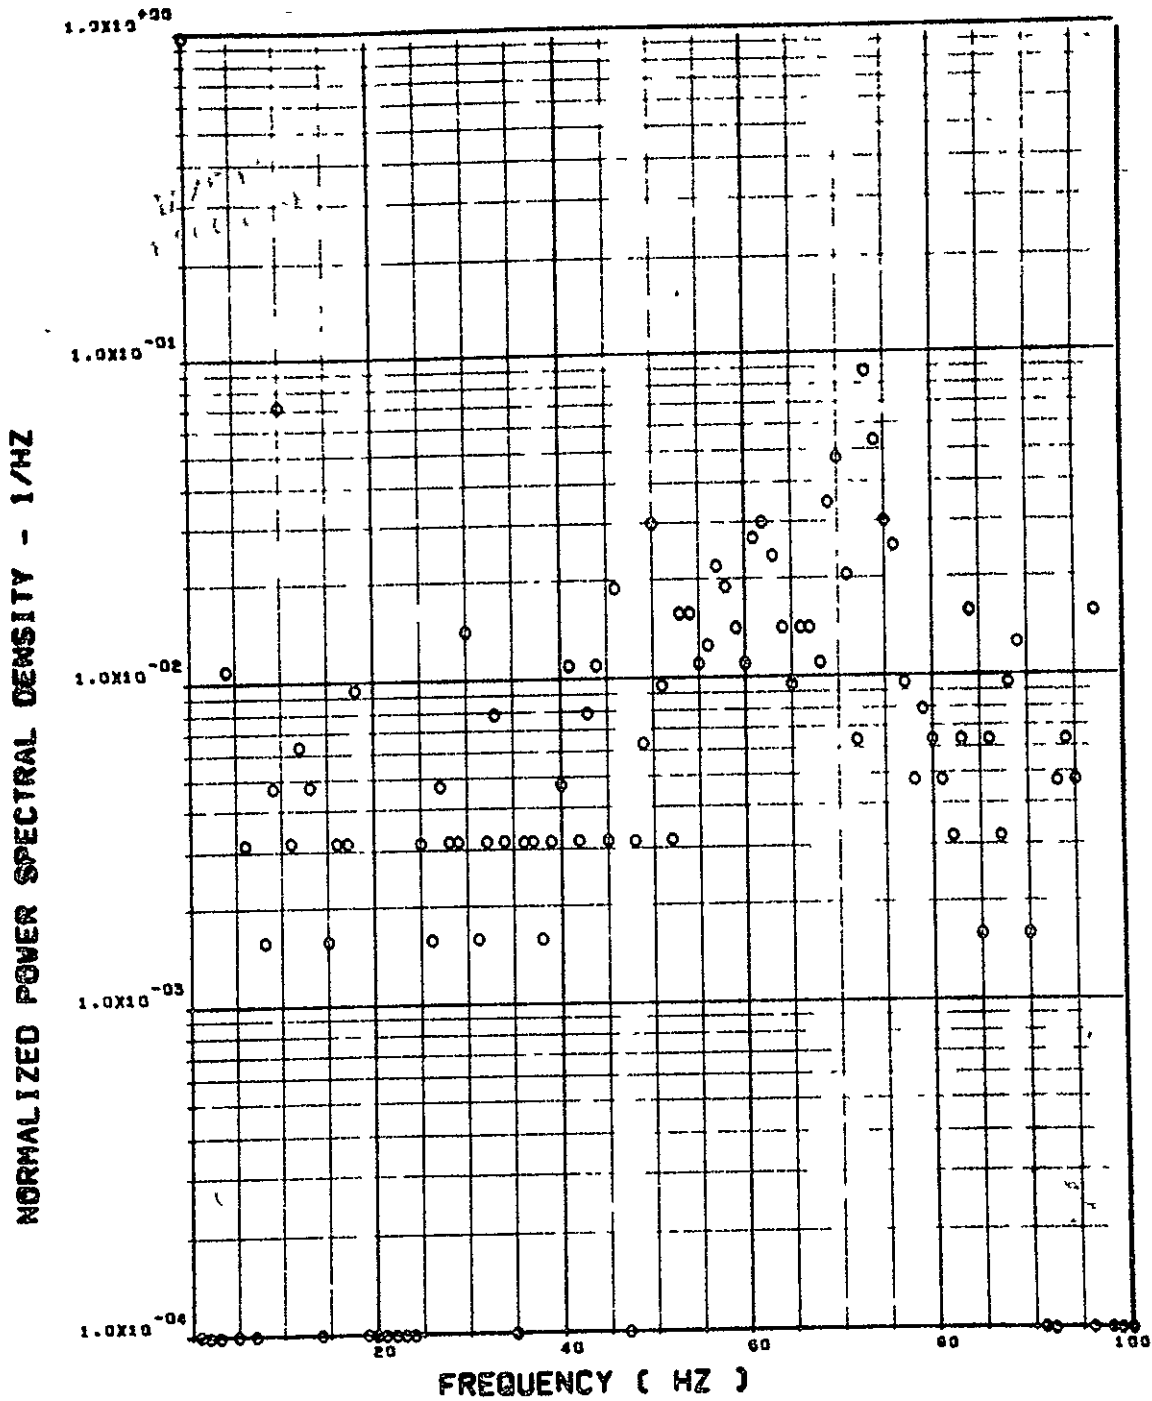 1.0X10^+00
1.0X10^-01
1.0X10^-02
1.0X10^-03
1.0X10^-04
NORMALIZED POWER SPECTRAL DENSITY - 1/HZ
20 40 60 80 100
FREQUENCY ( HZ )